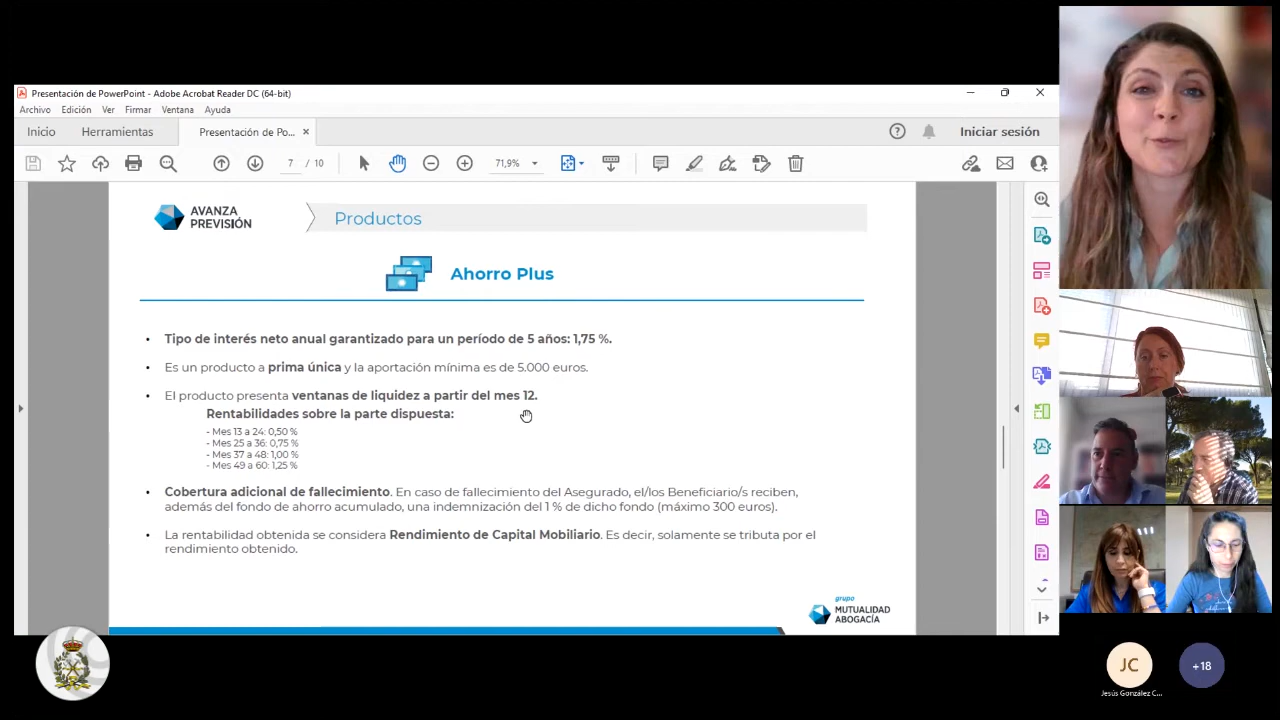 Presentación de PowerPoint - Adobe Acrobat Reader DC (64-bit)
Archivo Edición Ver Firmar Ventana Ayuda
Inicio Herramientas Presentación de Po... × Iniciar sesión
7 / 10 71,9%
AVANZA
PREVISIÓN
Productos
Ahorro Plus
• Tipo de interés neto anual garantizado para un período de 5 años: 1,75 %.
• Es un producto a prima única y la aportación mínima es de 5.000 euros.
• El producto presenta ventanas de liquidez a partir del mes 12.
Rentabilidades sobre la parte dispuesta:
- Mes 13 a 24: 0,50 %
- Mes 25 a 36: 0,75 %
- Mes 37 a 48: 1,00 %
- Mes 49 a 60: 1,25 %
• Cobertura adicional de fallecimiento. En caso de fallecimiento del Asegurado, el/los Beneficiario/s reciben,
además del fondo de ahorro acumulado, una indemnización del 1 % de dicho fondo (máximo 300 euros).
• La rentabilidad obtenida se considera Rendimiento de Capital Mobiliario. Es decir, solamente se tributa por el
rendimiento obtenido.
grupo
MUTUALIDAD
ABOGACÍA
JC
Jesús González C...
+18